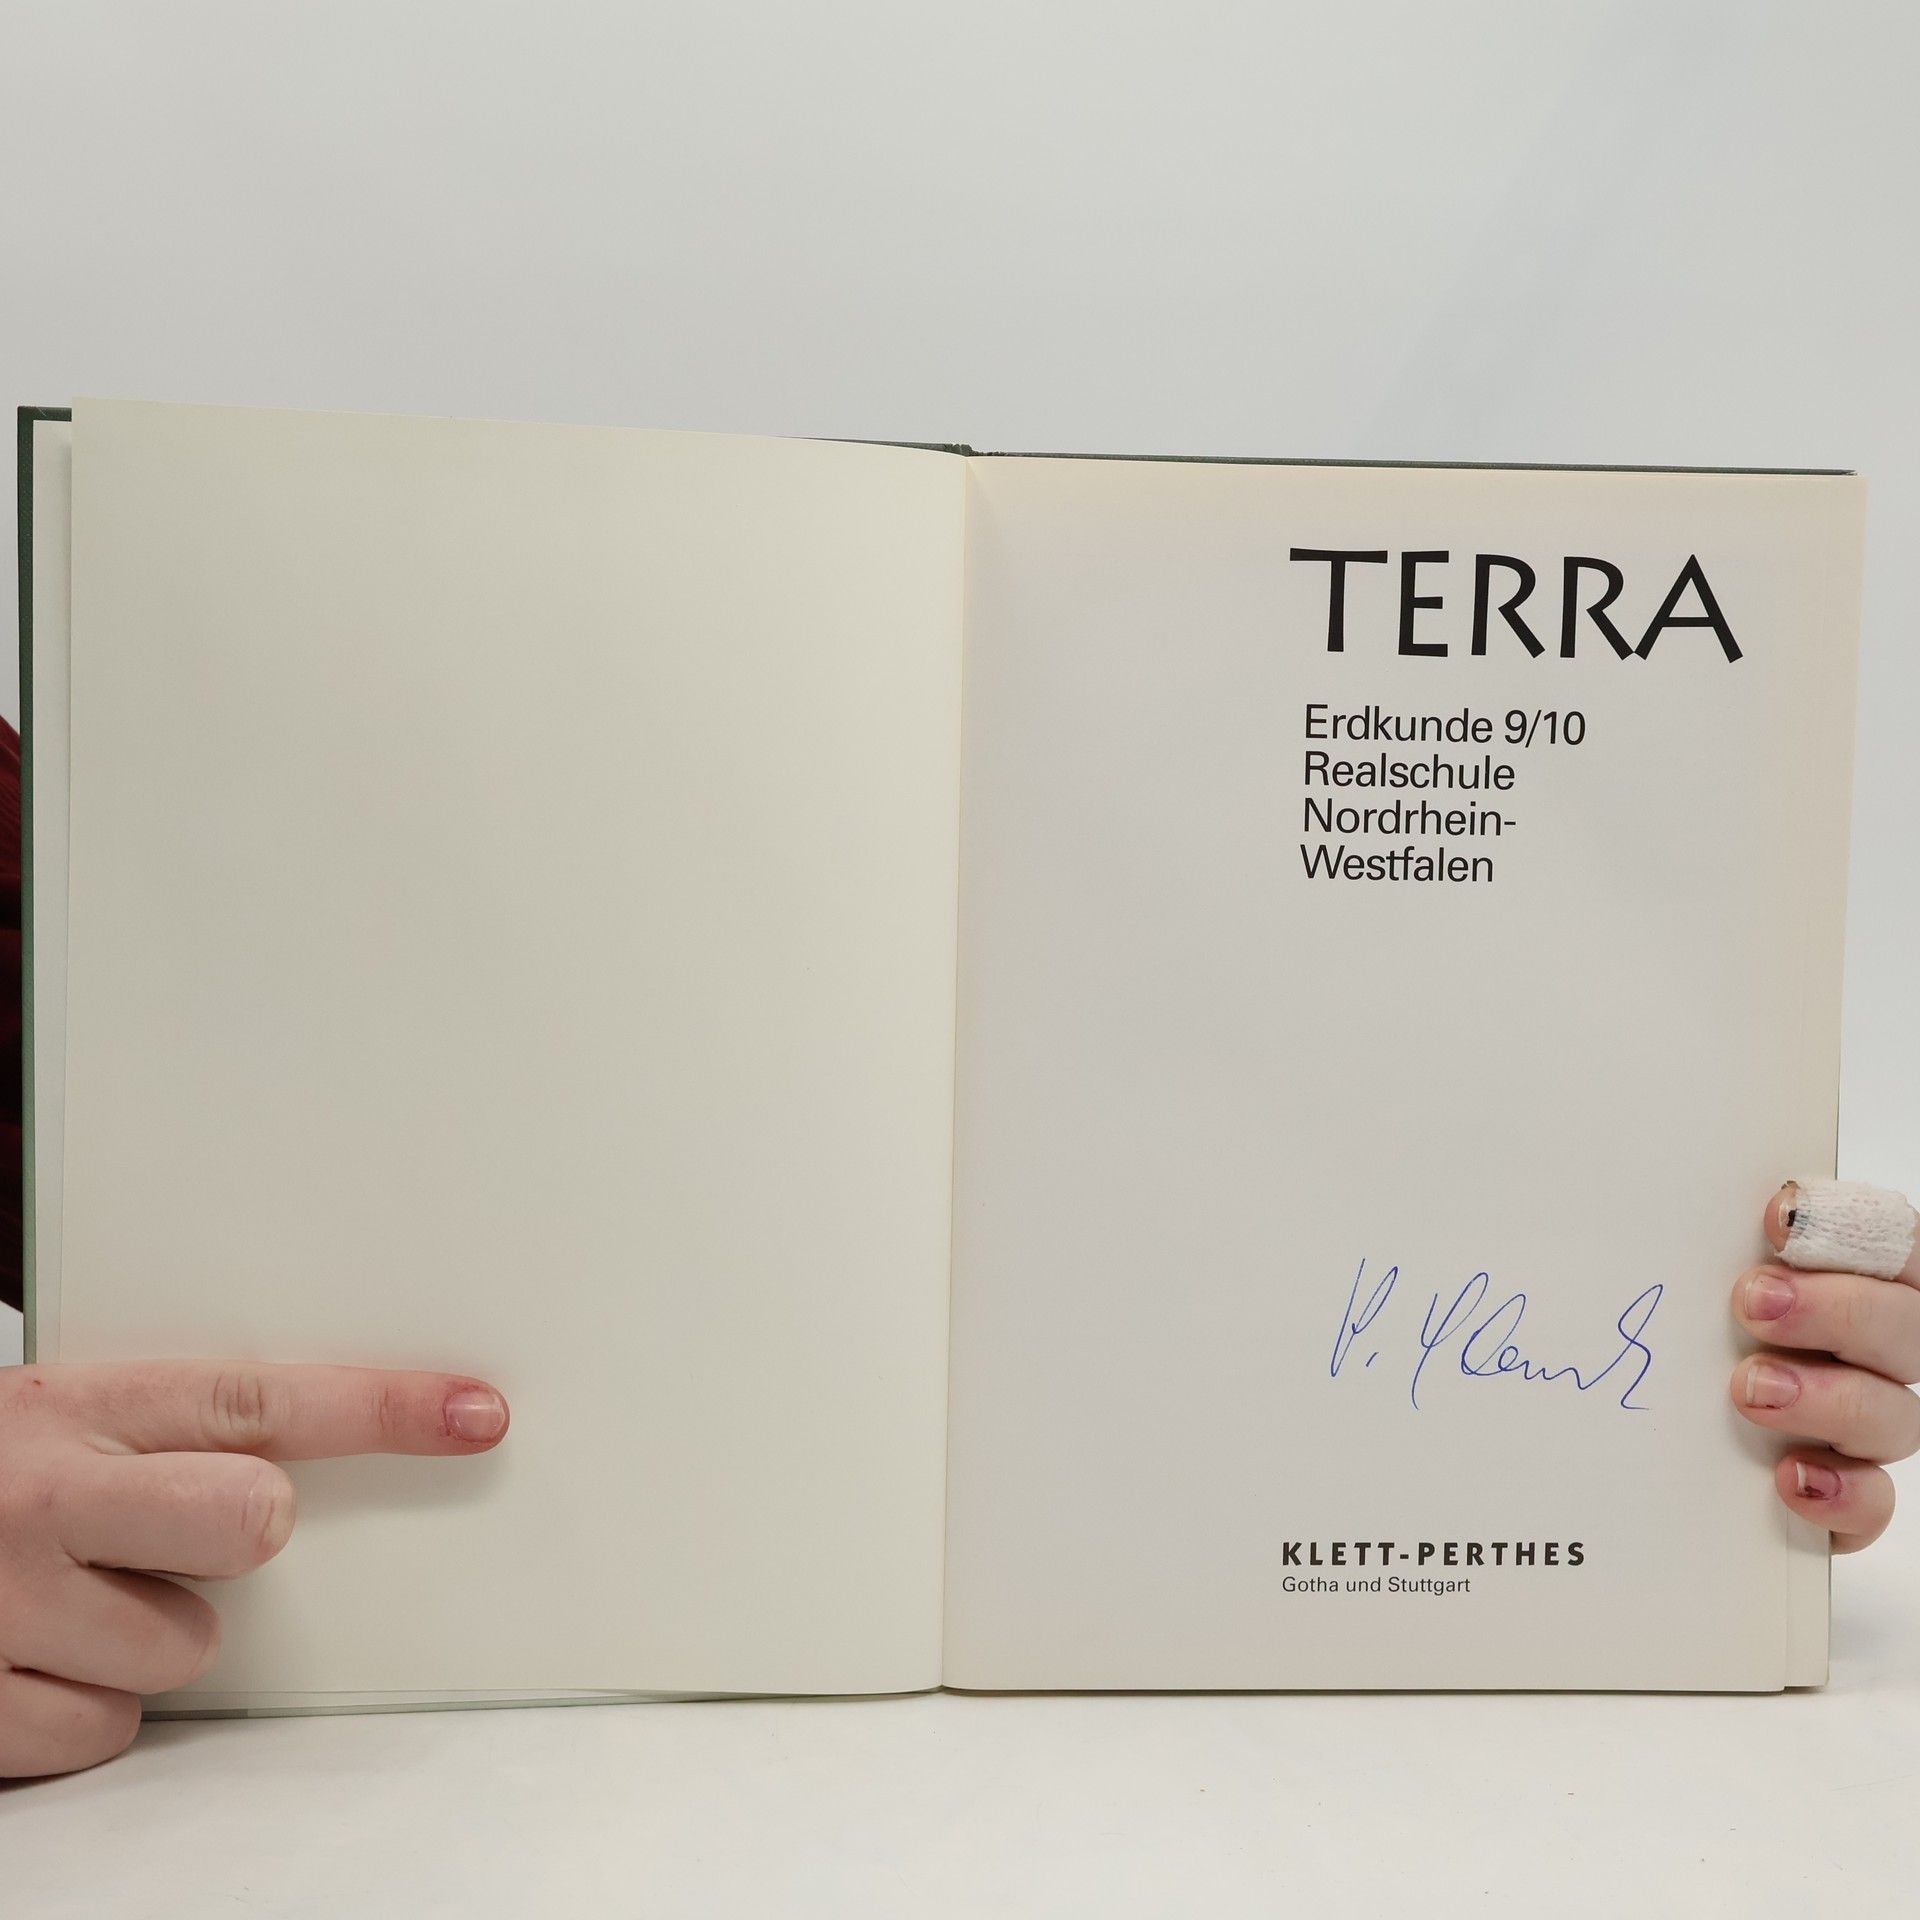 TERRA
Erdkunde 9/10
Realschule
Nordrhein-
Westfalen
KLETT-PERTHES
Gotha und Stuttgart